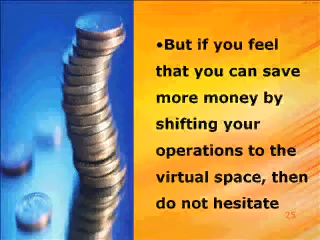 •But if you feel
that you can save
more money by
shifting your
operations to the
virtual space, then
do not hesitate
25